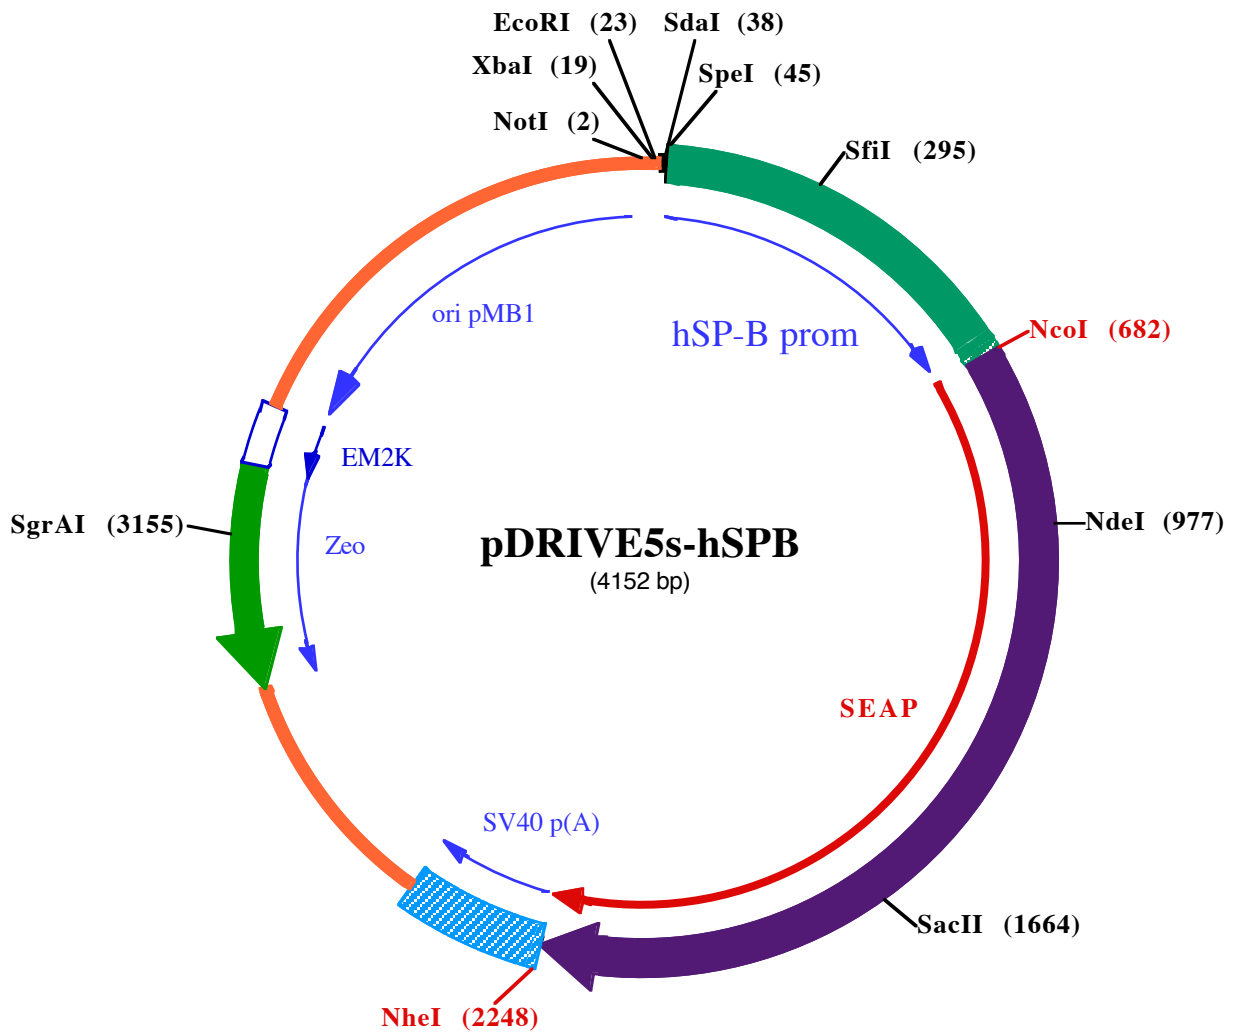 EcoRI (23) SdaI (38)
XbaI (19) SpeI (45)
NotI (2)
SfiI (295)
ori pMB1
hSP-B prom
NcoI (682)
EM2K
SgrAI (3155)
NdeI (977)
Zeo
pDRIVE5s-hSPB
(4152 bp)
SEAP
SV40 p(A)
SacII (1664)
NheI (2248)